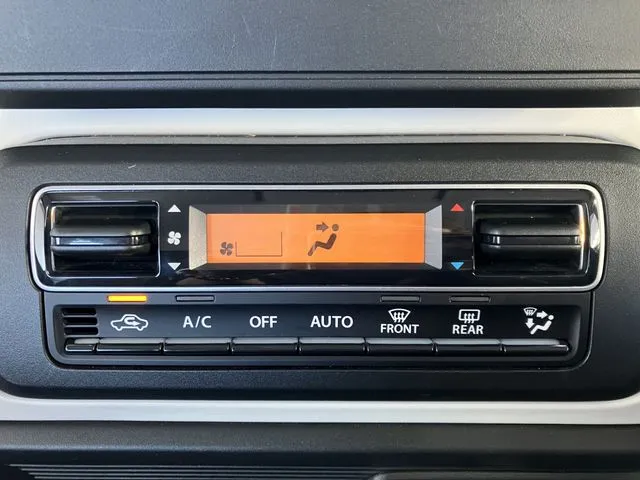 A/C OFF AUTO FRONT REAR